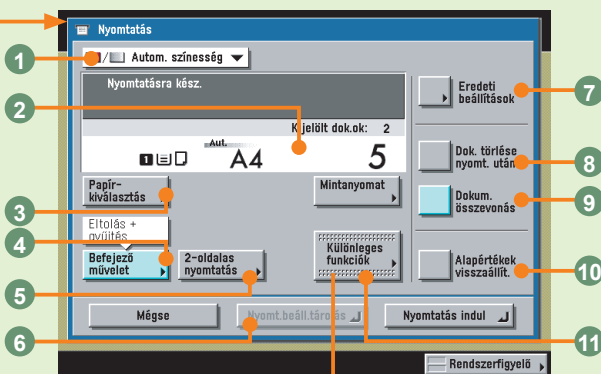 Nyomtatás
1
Autom. színesség
Nyomtatásra kész.
2
Kijelölt dok.ok: 2
Aut.
1 A4 5
Papír-
kiválasztás
3
Mintanyomat
Eltolás +
gyűjtés
4
Befejező
művelet
2-oldalas
nyomtatás
5
Különleges
funkciók
Eredeti
beállítások
7
Dok. törlése
nyomt. után
8
Dokum.
összevonás
9
Alapértékek
visszaállít.
10
Mégse
Nyomt.beáll.tárolás
Nyomtatás indul
6
11
Rendszerfigyelő